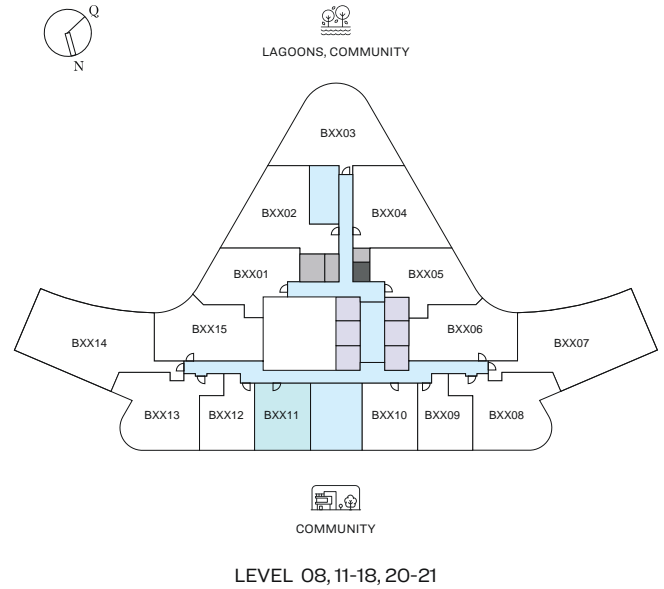 Q
N
LAGOONS, COMMUNITY
BXX03
BXX02 BXX04
BXX01 BXX05
BXX15 BXX06
BXX14 BXX07
BXX13 BXX12 BXX11 BXX10 BXX09 BXX08
COMMUNITY
LEVEL 08, 11-18, 20-21